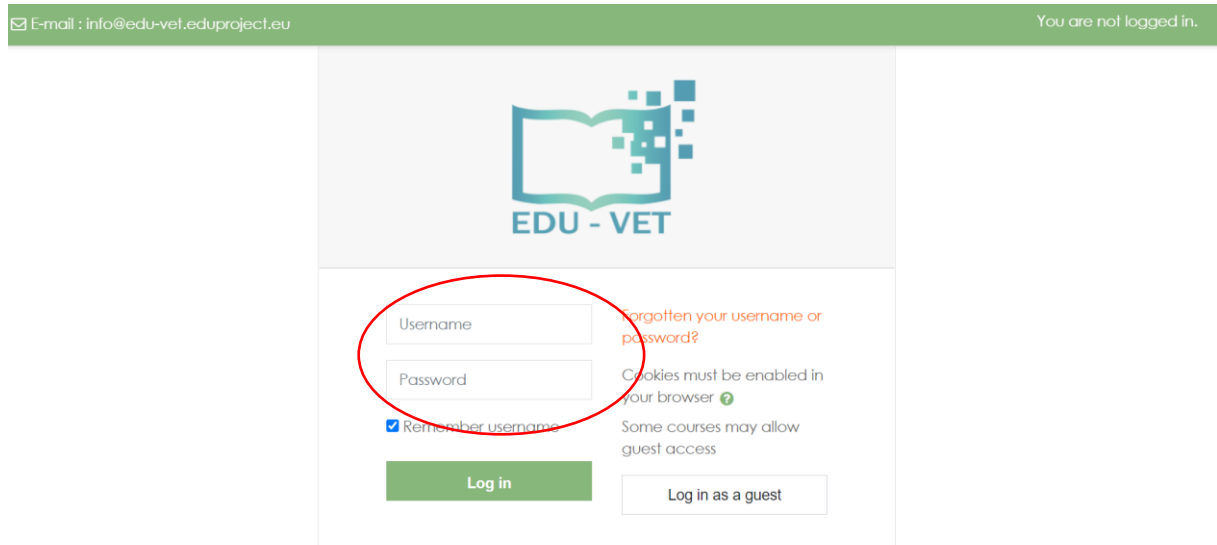 E-mail : info@edu-vet.eduproject.eu
You are not logged in.
EDU - VET
Username
Password
Remember username
Log in
Forgotten your username or
password?
Cookies must be enabled in
your browser
Some courses may allow
guest access
Log in as a guest